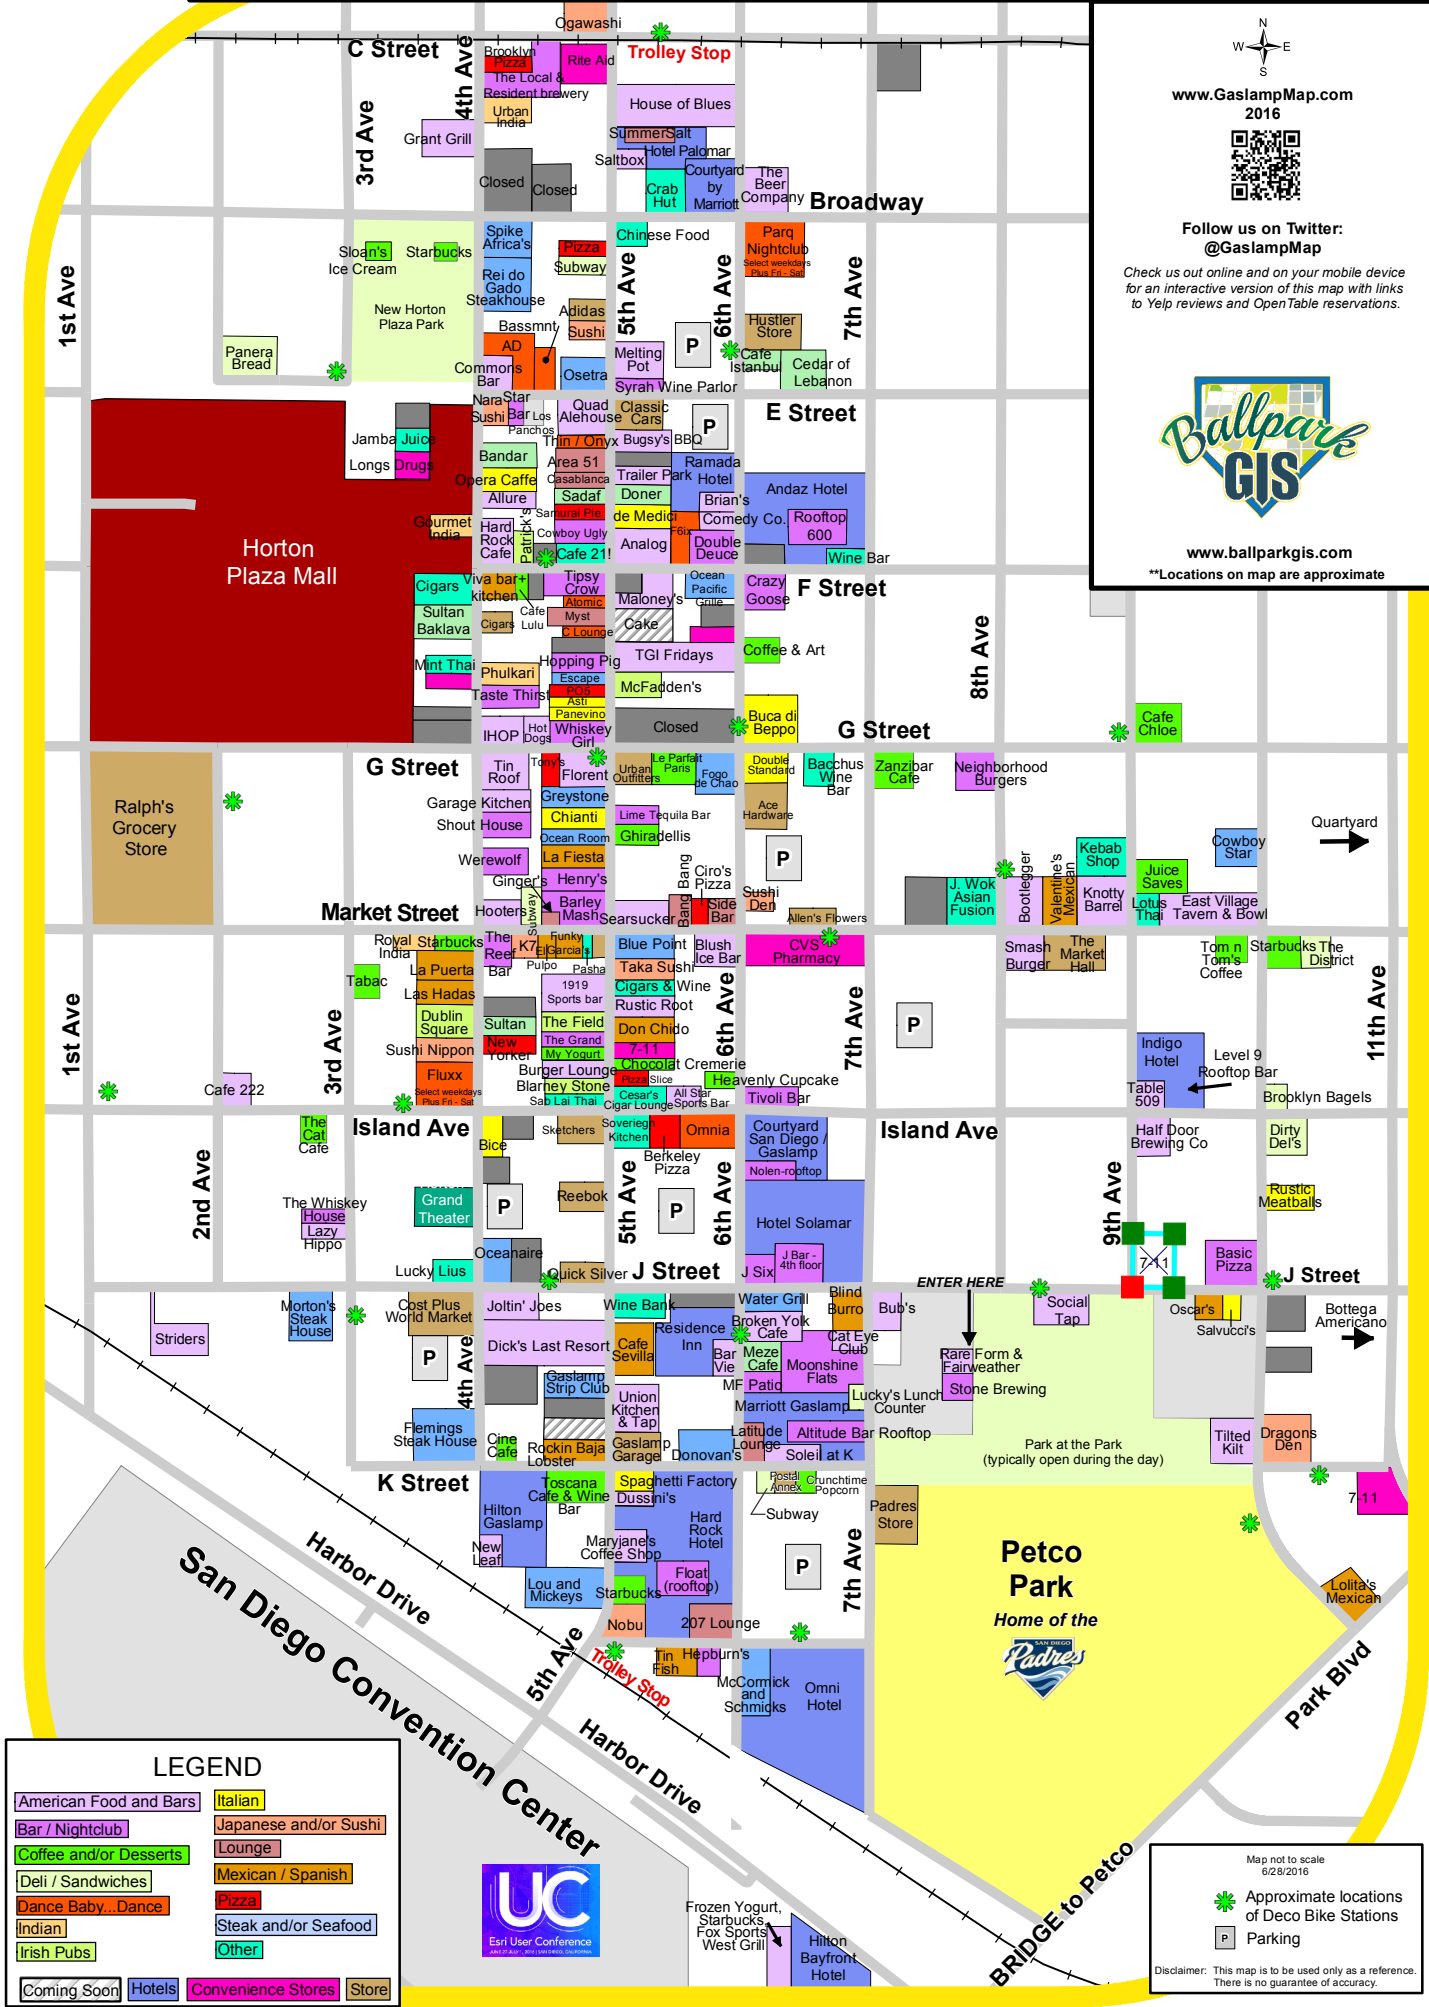 Ogawashi
C Street
4th Ave
Brooklyn
Pizza
Rite Aid
Trolley Stop
The Local &
Resident brewery
3rd Ave
Urban
India
House of Blues
Grant Grill
SummerSalt
Hotel Palomar
Saltbox
Closed
Closed
Crab
Hut
Courtyard
by
Marriott
The
Beer
Company
Broadway
N
W E
S
www.GaslampMap.com
2016
Follow us on Twitter:
@GaslampMap
Check us out online and on your mobile device
for an interactive version of this map with links
to Yelp reviews and OpenTable reservations.
Ballpark
GIS
www.ballparkgis.com
**Locations on map are approximate
1st Ave
Sloan's
Ice Cream
Starbucks
New Horton
Plaza Park
Panera
Bread
Spike
Africa's
Rei do
Gado
Steakhouse
Pizza
Subway
Chinese Food
5th Ave
6th Ave
7th Ave
Parq
Nightclub
Select weekdays
Plus Fri - Sat
Adidas
Sushi
Bassmnt
AD
Commons
Bar
Osetra
Melting
Pot
Syrah Wine Parlor
P
Hustler
Store
Cafe
Istanbul
Cedar of
Lebanon
E Street
Nara
Sushi
Star
Bar
Los
Panchos
Quad
Alehouse
Classic
Cars
P
Jamba Juice
Longs Drugs
Horton
Plaza Mall
Bandar
Opera Caffe
Allure
Thin / Onyx
Area 51
Casablanca
Sadaf
Samurai Pie
Cowboy Ugly
Cafe 21!
Bugsy's BBQ
Trailer Park
Doner
de Medici
Analog
F6ix
Ramada
Hotel
Brian's
Comedy Co.
Double
Deuce
Andaz Hotel
Rooftop
600
Wine Bar
Gourmet
India
Hard
Rock
Cafe
Patrick's
F Street
Cigars
Viva bar+
kitchen
Sultan
Baklava
Cigars
Cafe
Lulu
Tipsy
Crow
Atomic
Myst
C Lounge
Maloney's
Cake
Ocean
Pacific
Grille
Crazy
Goose
Mint Thai
Phulkari
Taste Thirst
Hopping Pig
Escape
PO5
Asti
Panevino
TGI Fridays
McFadden's
Coffee & Art
8th Ave
IHOP
Hot
Dogs
Whiskey
Girl
Closed
Buca di
Beppo
G Street
Cafe
Chloe
G Street
Ralph's
Grocery
Store
Tin
Roof
Tony's
Florent
Garage Kitchen
Shout House
Greystone
Chianti
Ocean Room
La Fiesta
Werewolf
Henry's
Ginger's
Hooters
Subway
Barley
Mash
Urban
Outfitters
Le Parfait
Paris
Fogo
de Chao
Lime Tequila Bar
Ghiradellis
Searsucker
Bang Bang
Ciro's
Pizza
Side
Bar
Double
Standard
Ace
Hardware
P
Sushi
Den
Allen's Flowers
Bacchus
Wine
Bar
Zanzibar
Cafe
Neighborhood
Burgers
J. Wok
Asian
Fusion
Bootlegger
Valentine's
Mexican
Kebab
Shop
Knotty
Barrel
Juice
Saves
Lotus
Thai
Cowboy
Star
East Village
Tavern & Bowl
Quartyard
Market Street
Royal
India
Starbucks
The
Reef
Bar
K7
Funky
El Garcia's
Pulpo
Pasha
Blue Point
Blush
Ice Bar
CVS
Pharmacy
Smash
Burger
The
Market
Hall
Tom n
Tom's
Coffee
Starbucks
The
District
Tabac
La Puerta
Las Hadas
Dublin
Square
Sushi Nippon
Fluxx
Select weekdays
Plus Fri - Sat
1919
Sports bar
Sultan
New
Yorker
The Field
The Grand
My Yogurt
Burger Lounge
Blarney Stone
Sab Lai Thai
Taka Sushi
Cigars & Wine
Rustic Root
Don Chido
7-11
Chocolat Cremerie
Pizza Slice
Heavenly Cupcake
Cesar's
Cigar Lounge
All Star
Sports Bar
Tivoli Bar
1st Ave
3rd Ave
6th Ave
7th Ave
P
11th Ave
Indigo
Hotel
Level 9
Rooftop Bar
Table
509
Brooklyn Bagels
Cafe 222
Island Ave
The
Cat
Cafe
Bice
Sketchers
Soveriegn
Kitchen
Berkeley
Pizza
Omnia
Courtyard
San Diego /
Gaslamp
Nolen-rooftop
Island Ave
Half Door
Brewing Co
Dirty
Del's
2nd Ave
The Whiskey
House
Lazy
Hippo
Grand
Theater
P
Reebok
5th Ave
P
6th Ave
Hotel Solamar
9th Ave
Rustic
Meatballs
Lucky Lius
Oceanaire
Quick Silver
J Street
J Six
J Bar -
4th floor
ENTER HERE
7-11
Basic
Pizza
J Street
Striders
Morton's
Steak
House
Cost Plus
World Market
P
4th Ave
Joltin' Joes
Dick's Last Resort
Gaslamp
Strip Club
Wine Bank
Cafe
Sevilla
Residence
Inn
Bar
Vie
Water Grill
Broken Yolk
Cafe
Meze
Cafe
MF Patio
Blind
Burro
Cat Eye
Club
Moonshine
Flats
Bub's
Rare Form &
Fairweather
Stone Brewing
Lucky's Lunch
Counter
Social
Tap
Oscar's
Salvucci's
Bottega
Americano
Flemings
Steak House
Cine
Cafe
Rockin Baja
Lobster
Union
Kitchen
& Tap
Gaslamp
Garage
Donovan's
Marriott Gaslamp
Latitude
Lounge
Altitude Bar Rooftop
Soleil at K
Park at the Park
(typically open during the day)
Tilted
Kilt
Dragons
Den
K Street
Hilton
Gaslamp
New
Leaf
Toscana
Cafe & Wine
Bar
Spaghetti Factory
Dussini's
Hard
Rock
Hotel
Maryjane's
Coffee Shop
Float
(rooftop)
Postal
Annex
Crunchtime
Popcorn
Subway
Padres
Store
7-11
P
7th Ave
Petco
Park
Home of the
SAN DIEGO
Padres
Lou and
Mickeys
Starbucks
Nobu
207 Lounge
Lolita's
Mexican
Harbor Drive
San Diego Convention Center
5th Ave
Trolley Stop
Tin
Fish
Hepburn's
McCormick
and
Schmicks
Omni
Hotel
Park Blvd
Harbor Drive
BRIDGE to Petco
LEGEND
American Food and Bars
Italian
Bar / Nightclub
Japanese and/or Sushi
Coffee and/or Desserts
Lounge
Deli / Sandwiches
Mexican / Spanish
Dance Baby...Dance
Pizza
Indian
Steak and/or Seafood
Irish Pubs
Other
Coming Soon
Hotels
Convenience Stores
Store
UC
Esri User Conference
Frozen Yogurt,
Starbucks,
Fox Sports
West Grill
Hilton
Bayfront
Hotel
Map not to scale
6/28/2016
Approximate locations
of Deco Bike Stations
P Parking
Disclaimer: This map is to be used only as a reference.
There is no guarantee of accuracy.